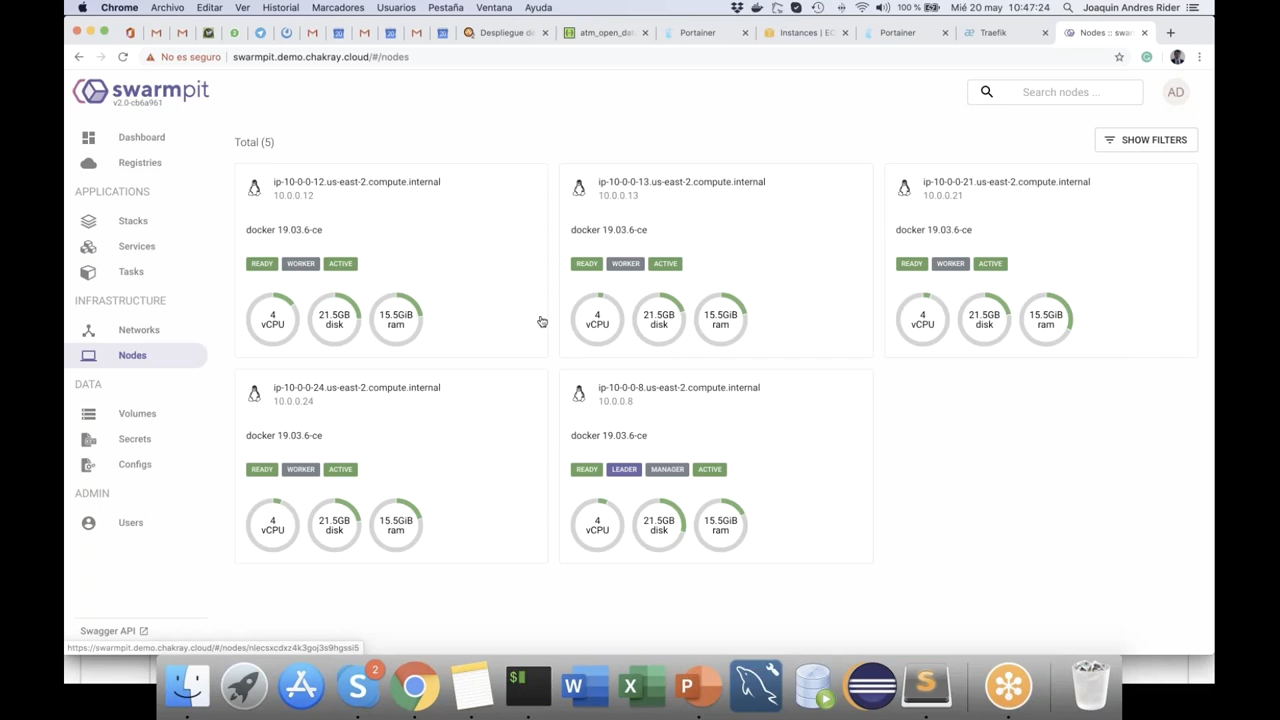 Chrome Archivo Editar Ver Historial Marcadores Usuarios Pestaña Ventana Ayuda 100 % Mié 20 may 10:47:24 Joaquin Andres Rider
Despliegue de atm_open_da Portainer Instances | EC Portainer Traefik Nodes :: swar
No es seguro swarmpit.demo.chakray.cloud/#/nodes
swarmpit
v2.0-cb6a961
Search nodes ...
AD
Dashboard
Registries
APPLICATIONS
Stacks
Services
Tasks
INFRASTRUCTURE
Networks
Nodes
DATA
Volumes
Secrets
Configs
ADMIN
Users
Swagger API
Total (5)
SHOW FILTERS
ip-10-0-0-12.us-east-2.compute.internal
10.0.0.12
docker 19.03.6-ce
READY WORKER ACTIVE
4 vCPU
21.5GB disk
15.5GiB ram
ip-10-0-0-13.us-east-2.compute.internal
10.0.0.13
docker 19.03.6-ce
READY WORKER ACTIVE
4 vCPU
21.5GB disk
15.5GiB ram
ip-10-0-0-21.us-east-2.compute.internal
10.0.0.21
docker 19.03.6-ce
READY WORKER ACTIVE
4 vCPU
21.5GB disk
15.5GiB ram
ip-10-0-0-24.us-east-2.compute.internal
10.0.0.24
docker 19.03.6-ce
READY WORKER ACTIVE
4 vCPU
21.5GB disk
15.5GiB ram
ip-10-0-0-8.us-east-2.compute.internal
10.0.0.8
docker 19.03.6-ce
READY LEADER MANAGER ACTIVE
4 vCPU
21.5GB disk
15.5GiB ram
https://swarmpit.demo.chakray.cloud/#/nodes/nlecsxcdxz4k3goj3s9hgssi5
2
$
W X P S